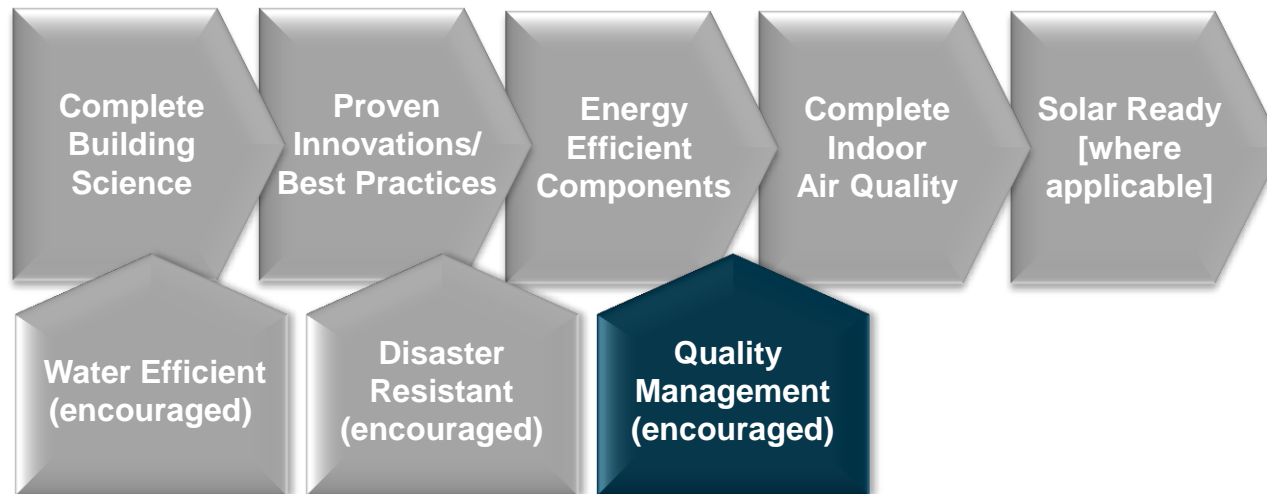 Complete
Building
Science
Proven
Innovations/
Best Practices
Energy
Efficient
Components
Complete
Indoor
Air Quality
Solar Ready
[where
applicable]
Water Efficient
(encouraged)
Disaster
Resistant
(encouraged)
Quality
Management
(encouraged)